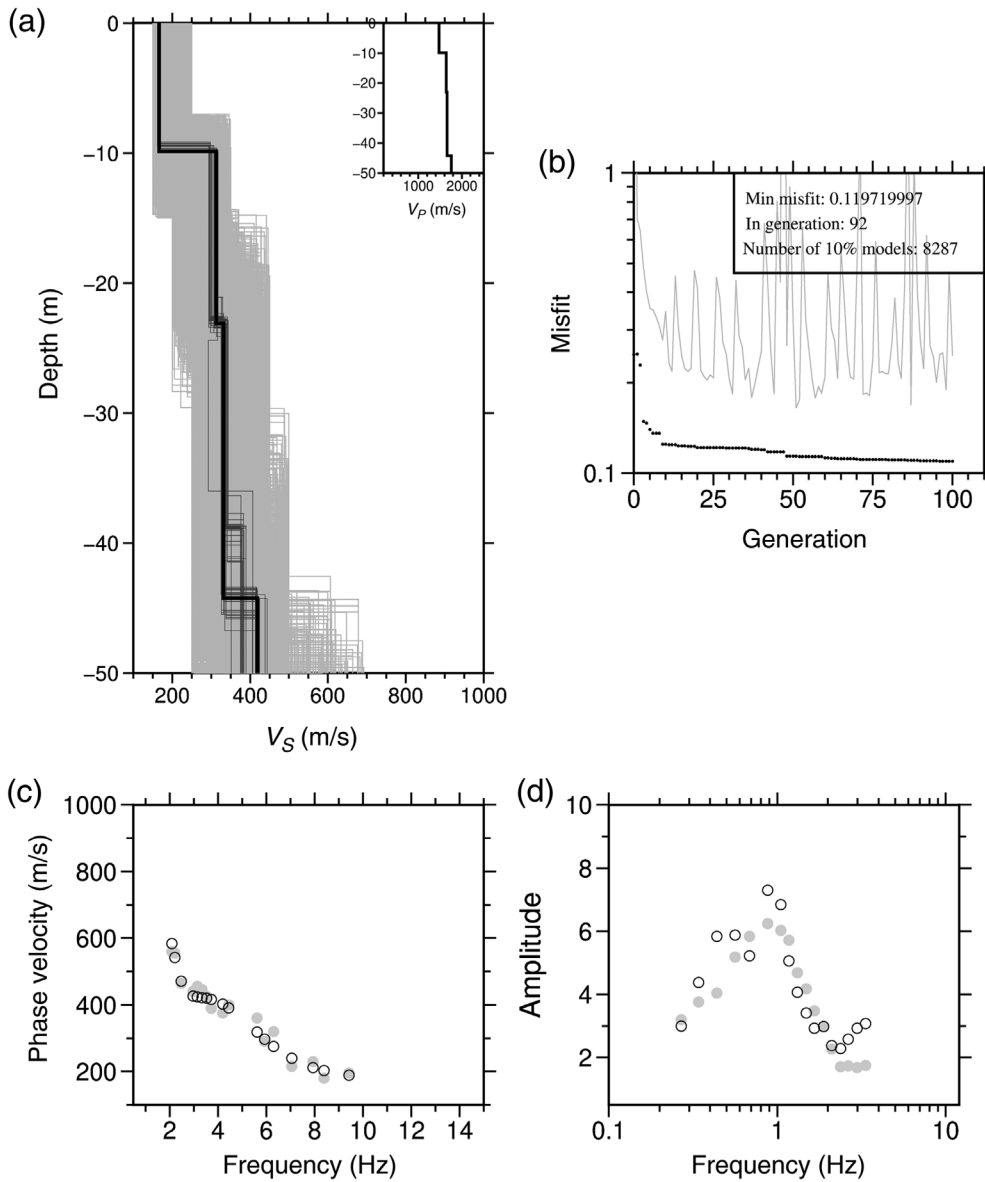 (a)
0
−10
−20
−30
−40
−50
Depth (m)
200 400 600 800 1000
V_S (m/s)
0
−10
−20
−30
−40
−50
1000 2000
V_P (m/s)
(b)
1
0.1
Misfit
Min misfit: 0.119719997
In generation: 92
Number of 10% models: 8287
0 25 50 75 100
Generation
(c)
1000
800
600
400
200
Phase velocity (m/s)
2 4 6 8 10 12 14
Frequency (Hz)
(d)
10
8
6
4
2
Amplitude
0.1 1 10
Frequency (Hz)